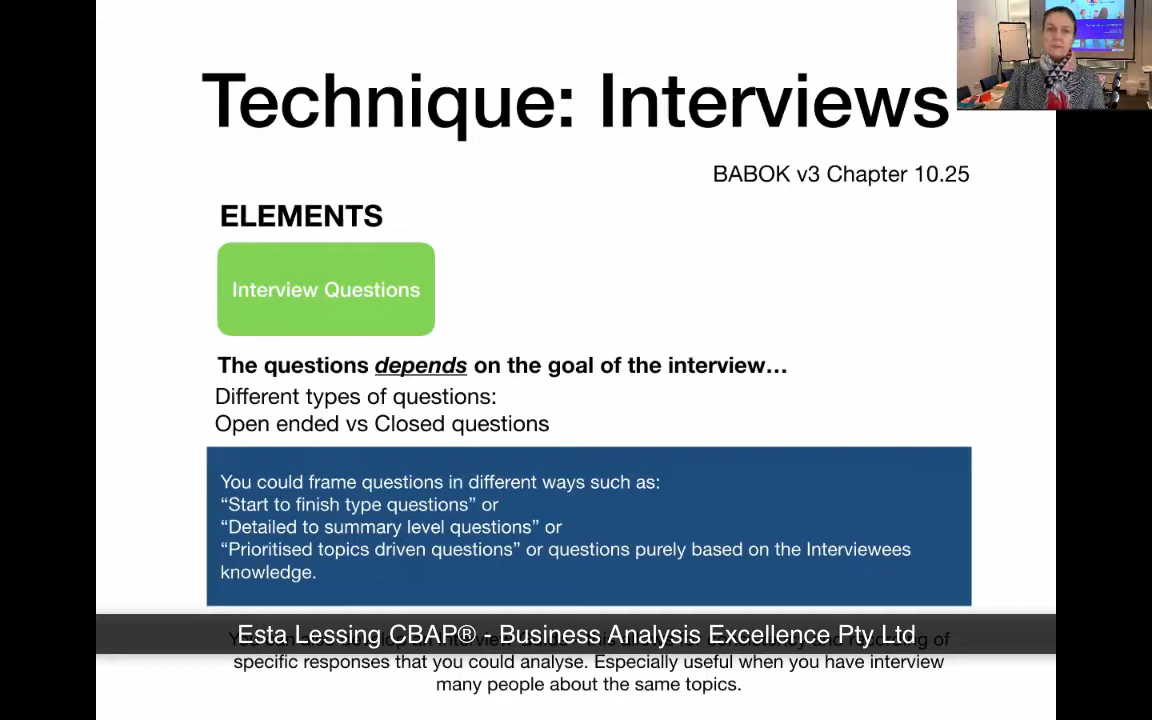 Technique: Interviews
BABOK v3 Chapter 10.25
ELEMENTS
Interview Questions
The questions depends on the goal of the interview...
Different types of questions:
Open ended vs Closed questions
You could frame questions in different ways such as:
“Start to finish type questions” or
“Detailed to summary level questions” or
“Prioritised topics driven questions” or questions purely based on the Interviewees
knowledge.
Esta Lessing CBAP® - Business Analysis Excellence Pty Ltd
specific responses that you could analyse. Especially useful when you have interview
many people about the same topics.